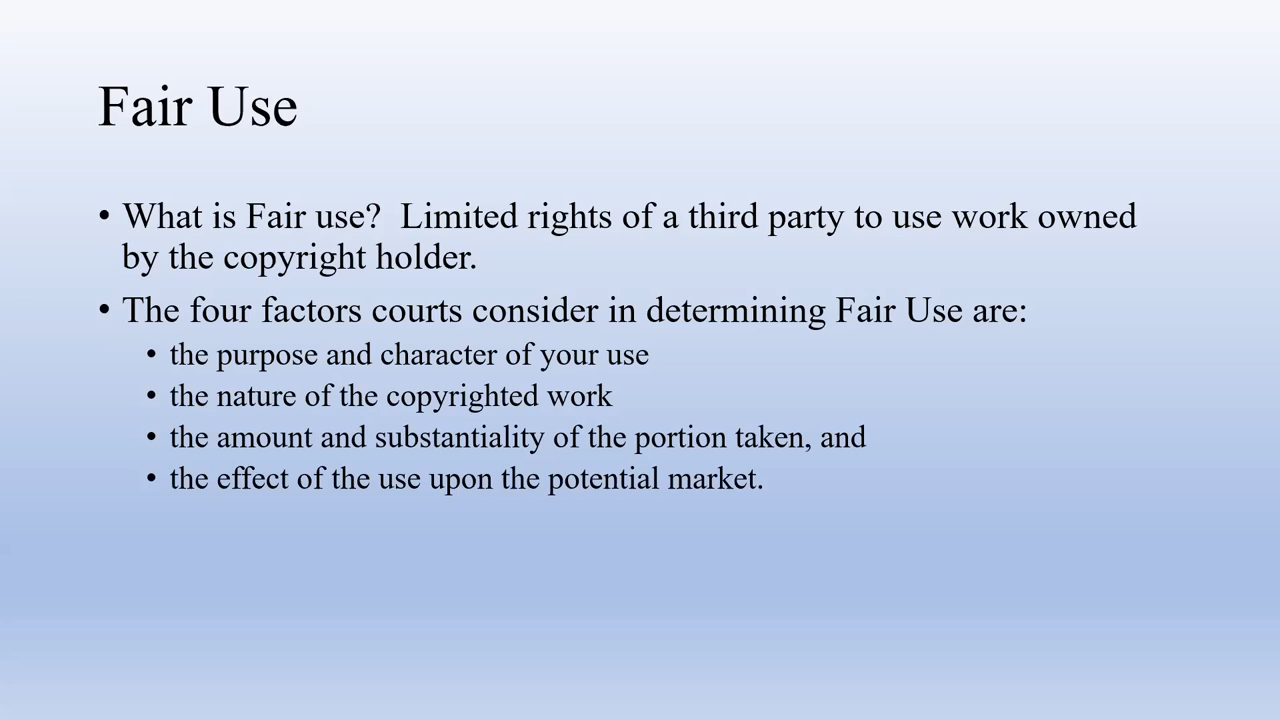 Fair Use
• What is Fair use?  Limited rights of a third party to use work owned
by the copyright holder.
• The four factors courts consider in determining Fair Use are:
• the purpose and character of your use
• the nature of the copyrighted work
• the amount and substantiality of the portion taken, and
• the effect of the use upon the potential market.